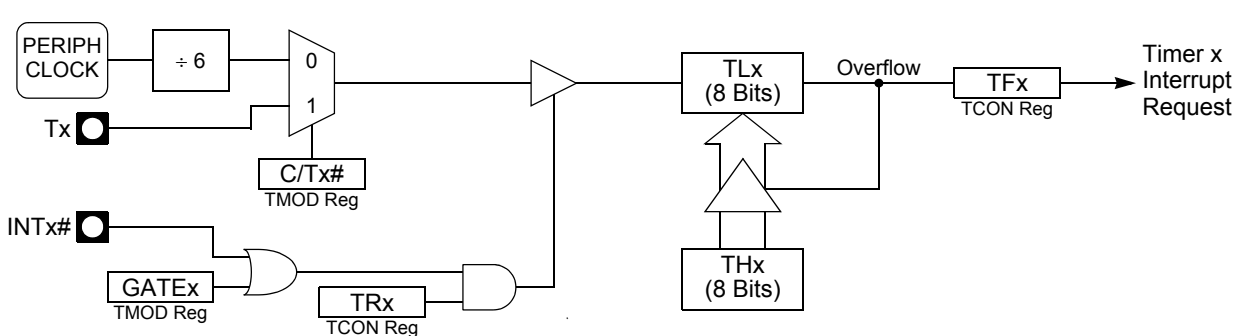 PERIPH
CLOCK
÷ 6
0
1
Tx
C/Tx#
TMOD Reg
INTx#
GATEx
TMOD Reg
TRx
TCON Reg
TLx
(8 Bits)
Overflow
TFx
TCON Reg
Timer x
Interrupt
Request
THx
(8 Bits)